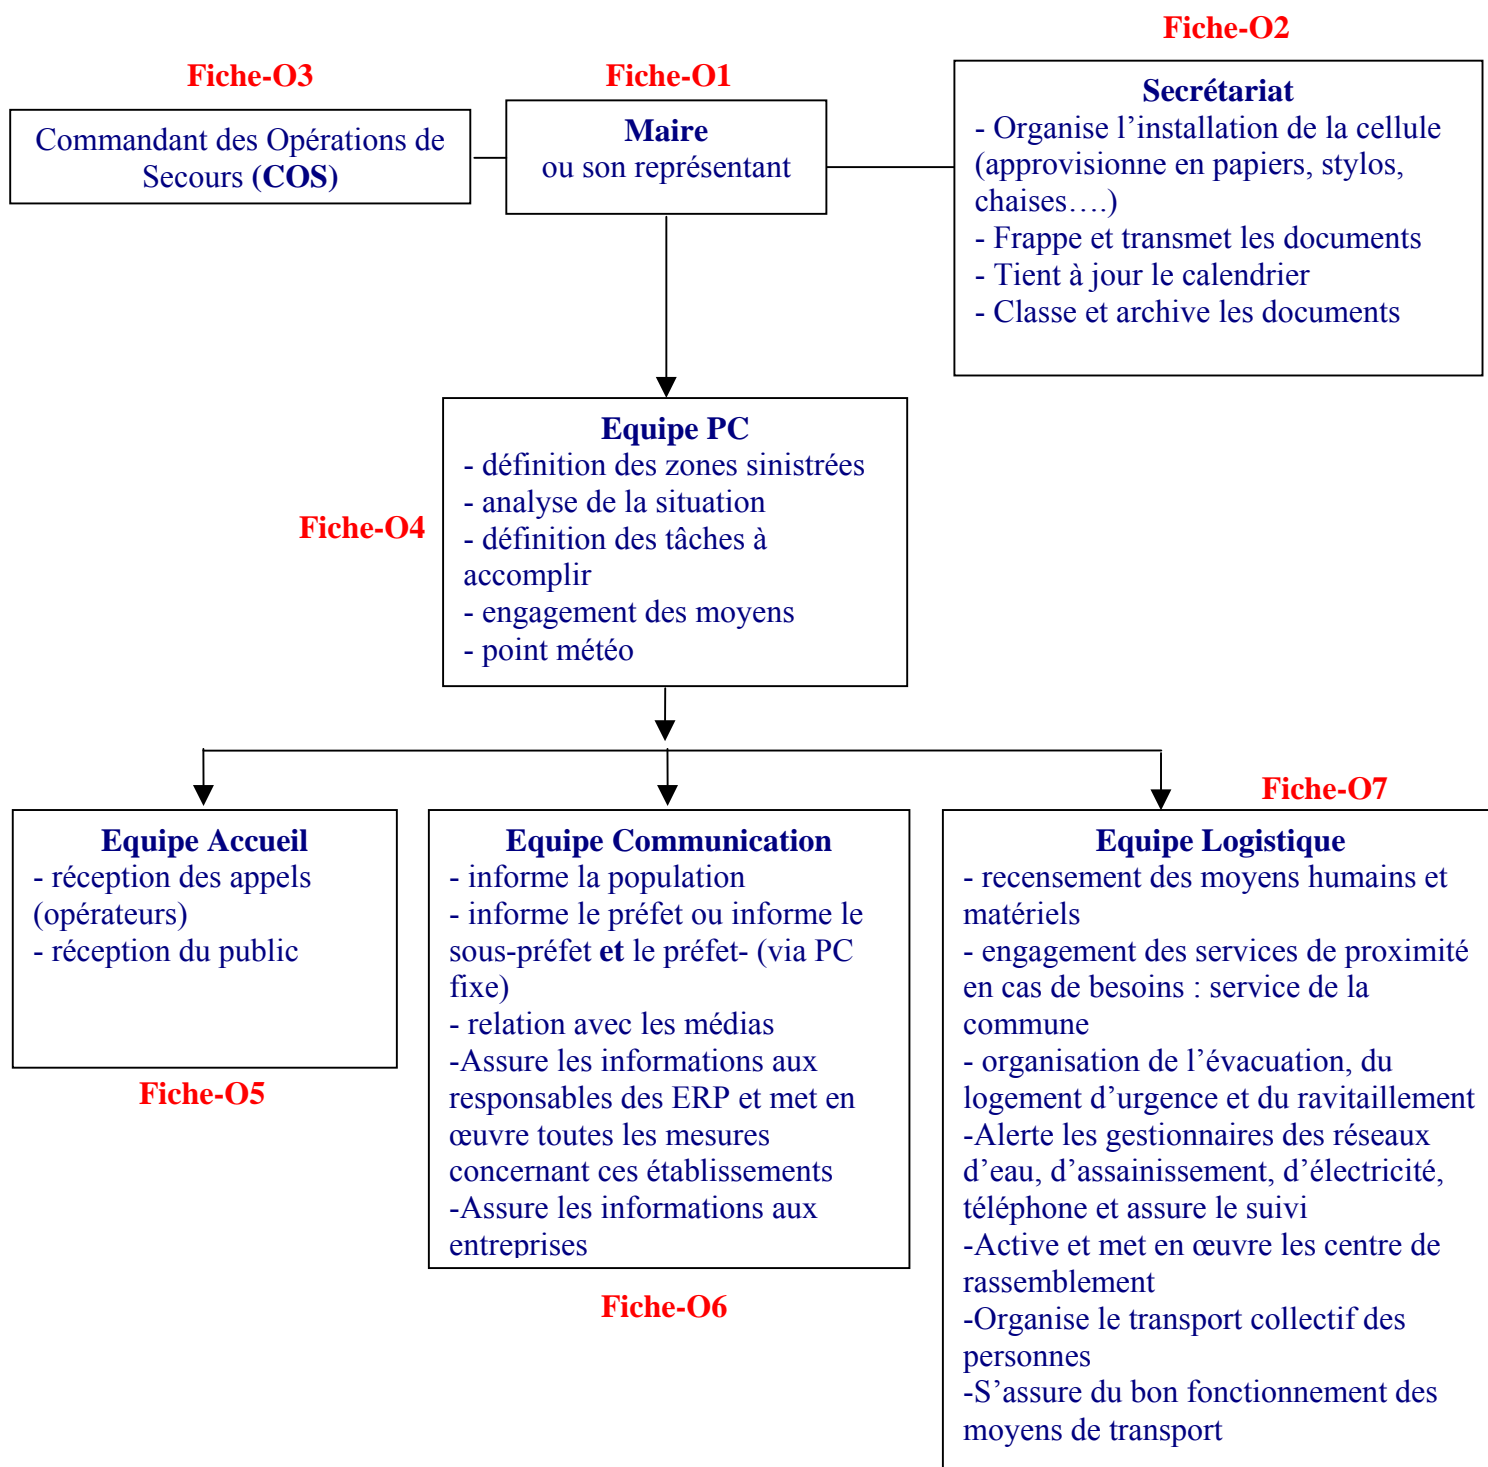 Fiche-O2
Fiche-O3
Fiche-O1
Commandant des Opérations de
Secours (COS)
Maire
ou son représentant
Secrétariat
- Organise l’installation de la cellule
(approvisionne en papiers, stylos,
chaises….)
- Frappe et transmet les documents
- Tient à jour le calendrier
- Classe et archive les documents
Equipe PC
- définition des zones sinistrées
- analyse de la situation
- définition des tâches à
accomplir
- engagement des moyens
- point météo
Fiche-O4
Equipe Accueil
- réception des appels
(opérateurs)
- réception du public
Fiche-O5
Equipe Communication
- informe la population
- informe le préfet ou informe le
sous-préfet et le préfet- (via PC
fixe)
- relation avec les médias
-Assure les informations aux
responsables des ERP et met en
œuvre toutes les mesures
concernant ces établissements
-Assure les informations aux
entreprises
Fiche-O6
Fiche-O7
Equipe Logistique
- recensement des moyens humains et
matériels
- engagement des services de proximité
en cas de besoins : service de la
commune
- organisation de l’évacuation, du
logement d’urgence et du ravitaillement
-Alerte les gestionnaires des réseaux
d’eau, d’assainissement, d’électricité,
téléphone et assure le suivi
-Active et met en œuvre les centre de
rassemblement
-Organise le transport collectif des
personnes
-S’assure du bon fonctionnement des
moyens de transport